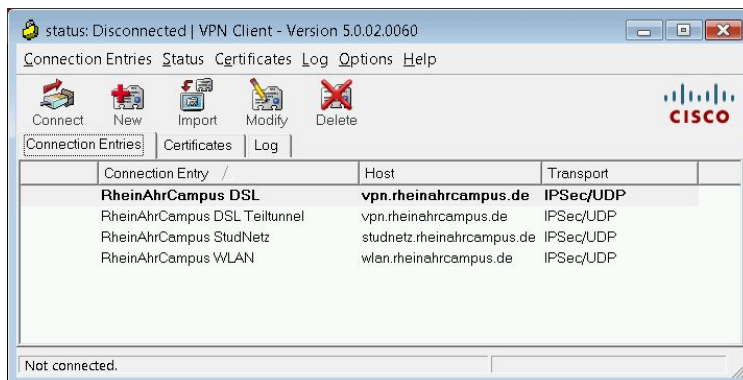 status: Disconnected | VPN Client - Version 5.0.02.0060
Connection Entries Status Certificates Log Options Help
Connect New Import Modify Delete
CISCO
Connection Entries Certificates Log
Connection Entry Host Transport
RheinAhrCampus DSL vpn.rheinahrcampus.de IPSec/UDP
RheinAhrCampus DSL Teiltunnel vpn.rheinahrcampus.de IPSec/UDP
RheinAhrCampus StudNetz studnetz.rheinahrcampus.de IPSec/UDP
RheinAhrCampus WLAN wlan.rheinahrcampus.de IPSec/UDP
Not connected.